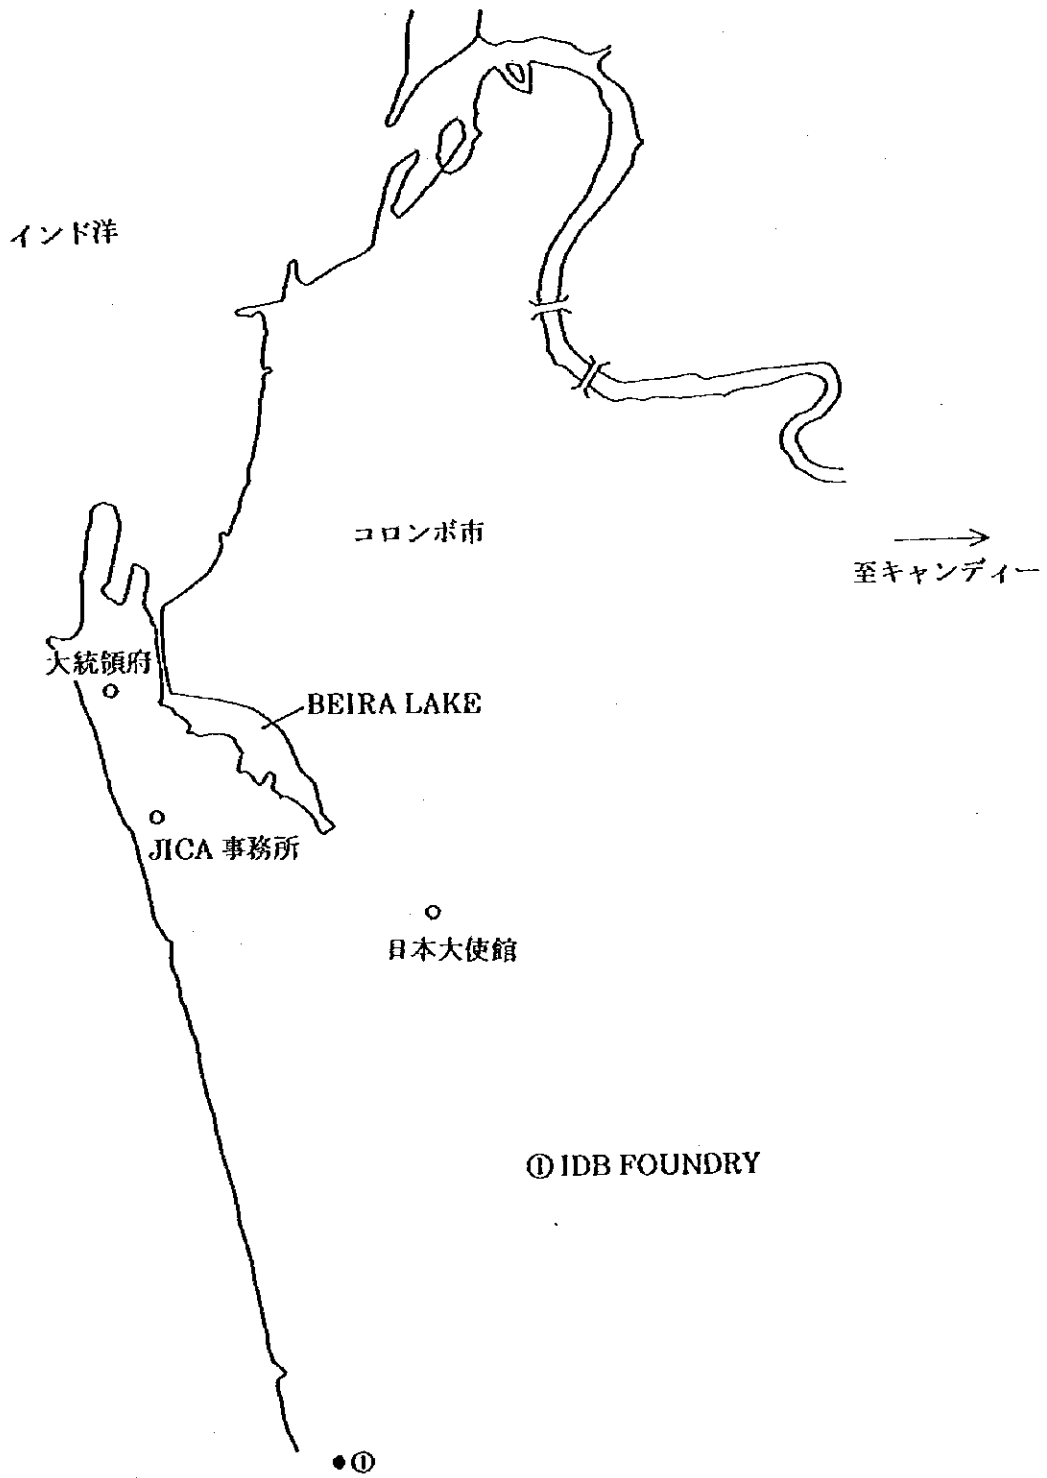 インド洋
コロンボ市
至キャンディー
大統領府
BEIRA LAKE
JICA 事務所
日本大使館
① IDB FOUNDRY
①